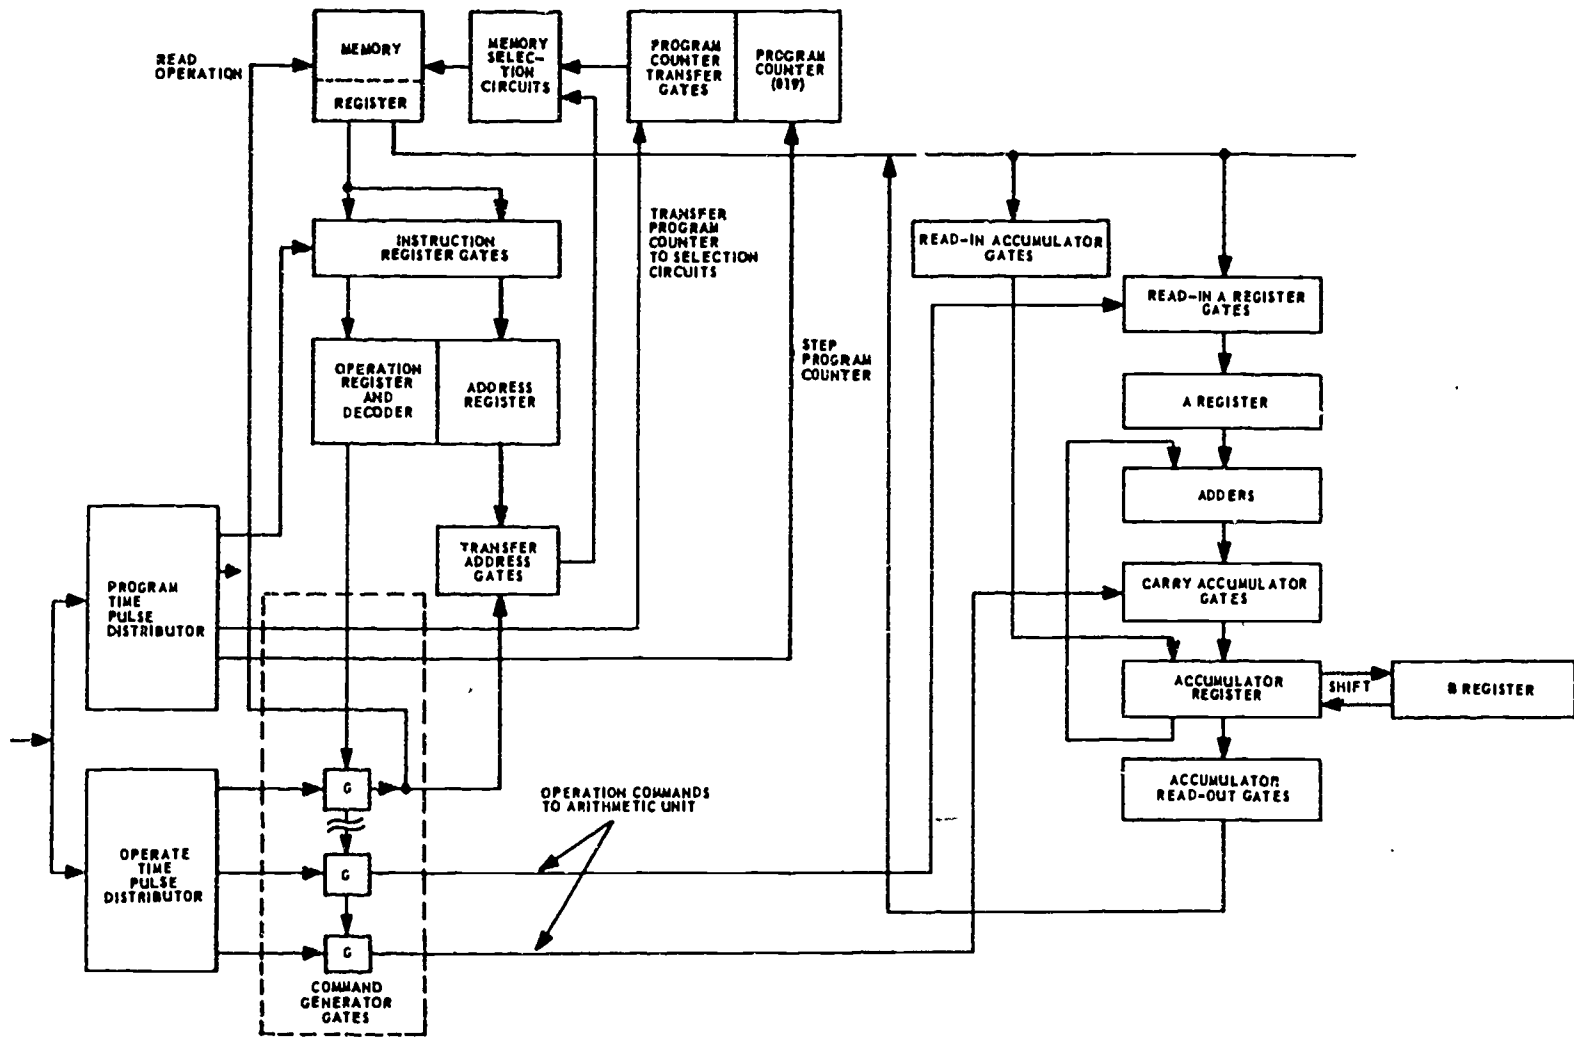 READ
OPERATION
MEMORY
REGISTER
MEMORY
SELEC-
TION
CIRCUITS
PROGRAM
COUNTER
TRANSFER
GATES
PROGRAM
COUNTER
(819)
INSTRUCTION
REGISTER GATES
TRANSFER
PROGRAM
COUNTER
TO SELECTION
CIRCUITS
READ-IN ACCUMULATOR
GATES
READ-IN A REGISTER
GATES
OPERATION
REGISTER
AND
DECODER
ADDRESS
REGISTER
STEP
PROGRAM
COUNTER
A REGISTER
ADDERS
TRANSFER
ADDRESS
GATES
CARRY ACCUMULATOR
GATES
PROGRAM
TIME
PULSE
DISTRIBUTOR
ACCUMULATOR
REGISTER
SHIFT
B REGISTER
ACCUMULATOR
READ-OUT GATES
G
OPERATION COMMANDS
TO ARITHMETIC UNIT
OPERATE
TIME
PULSE
DISTRIBUTOR
G
G
COMMAND
GENERATOR
GATES